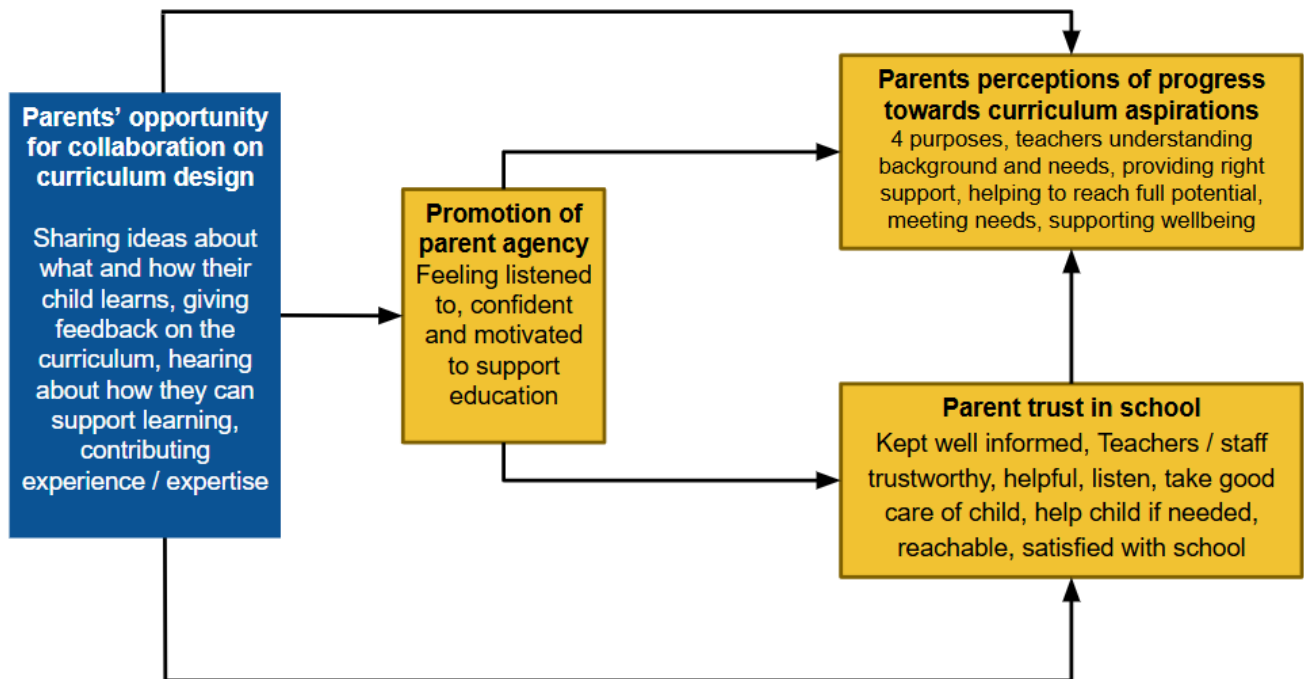 Parents’ opportunity
for collaboration on
curriculum design
Sharing ideas about
what and how their
child learns, giving
feedback on the
curriculum, hearing
about how they can
support learning,
contributing
experience / expertise
Promotion of
parent agency
Feeling listened
to, confident
and motivated
to support
education
Parents perceptions of progress
towards curriculum aspirations
4 purposes, teachers understanding
background and needs, providing right
support, helping to reach full potential,
meeting needs, supporting wellbeing
Parent trust in school
Kept well informed, Teachers / staff
trustworthy, helpful, listen, take good
care of child, help child if needed,
reachable, satisfied with school